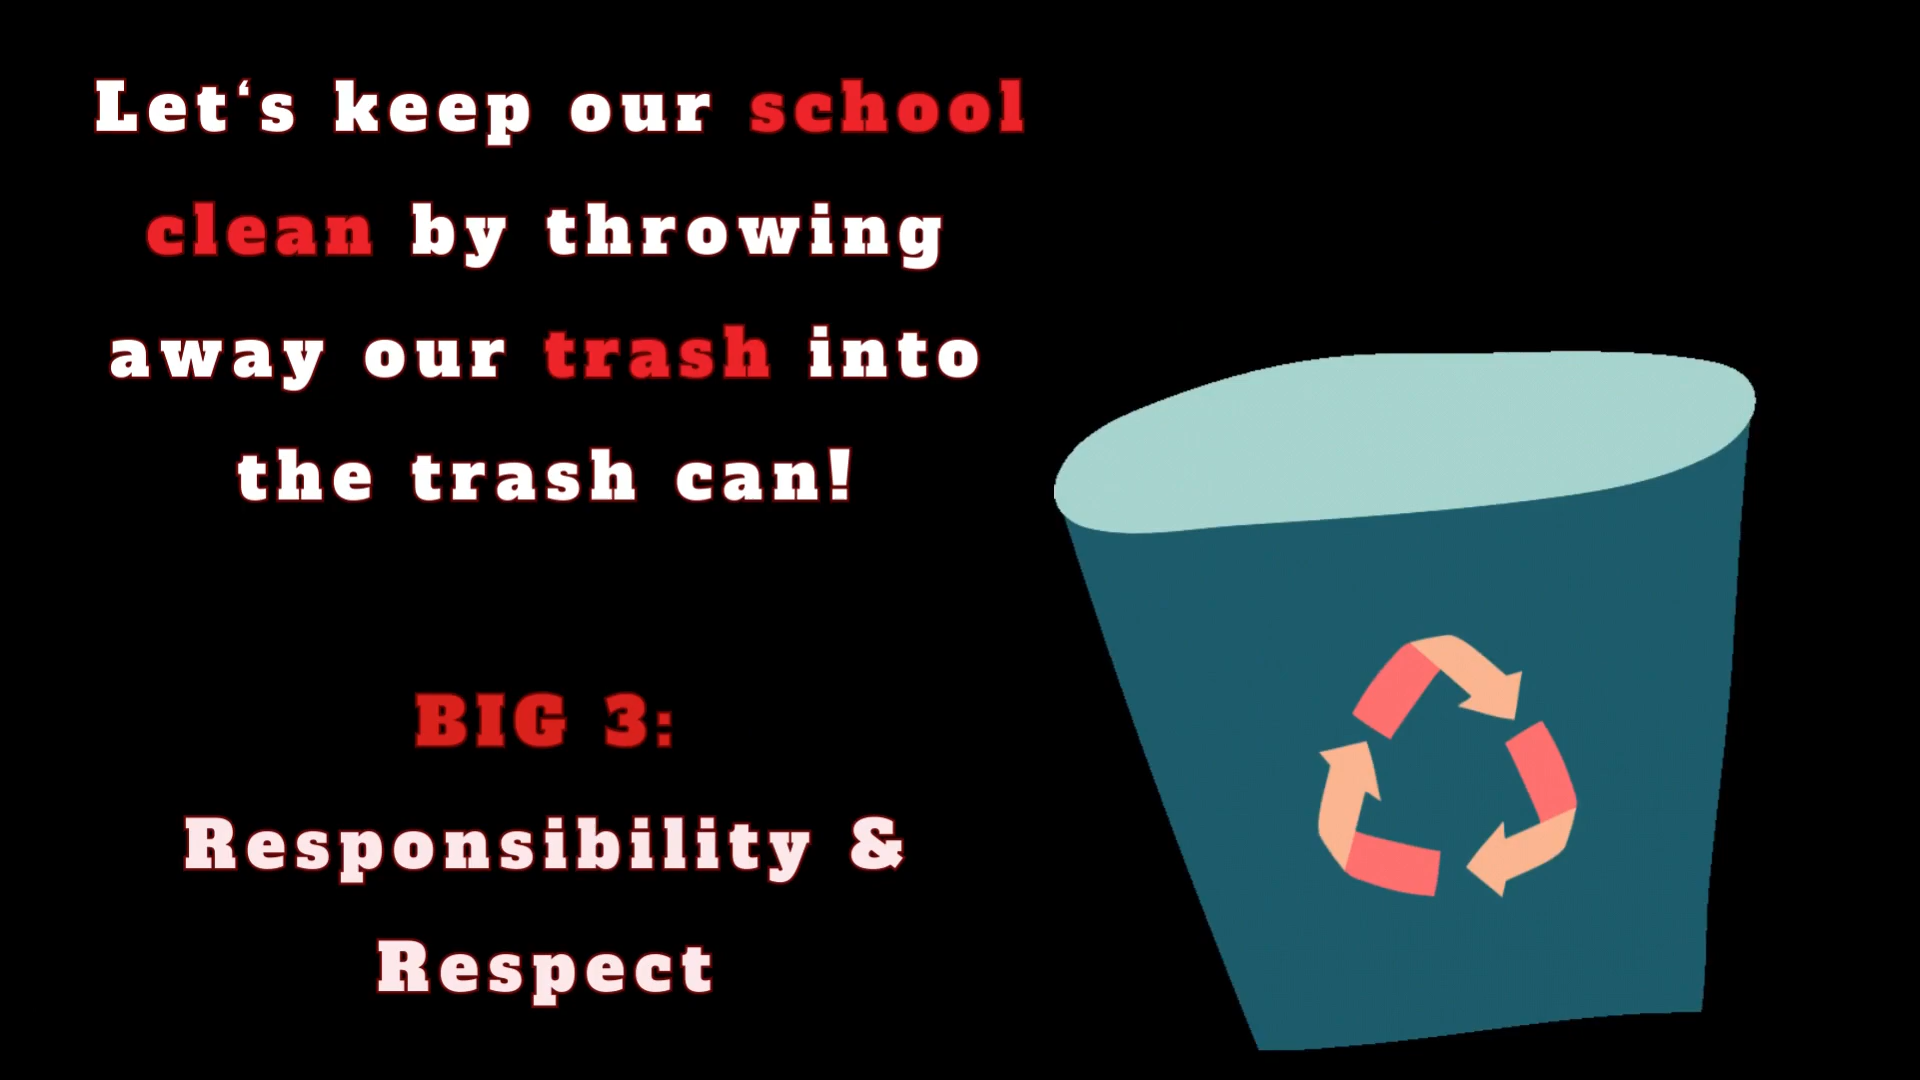 Let‘s keep our school
clean by throwing
away our trash into
the trash can!
BIG 3:
Responsibility &
Respect